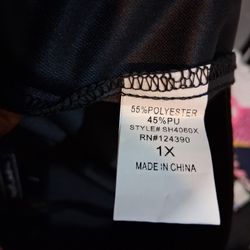 55%POLYESTER
45%PU
STYLE# SH4060X
RN#124390
1X
MADE IN CHINA